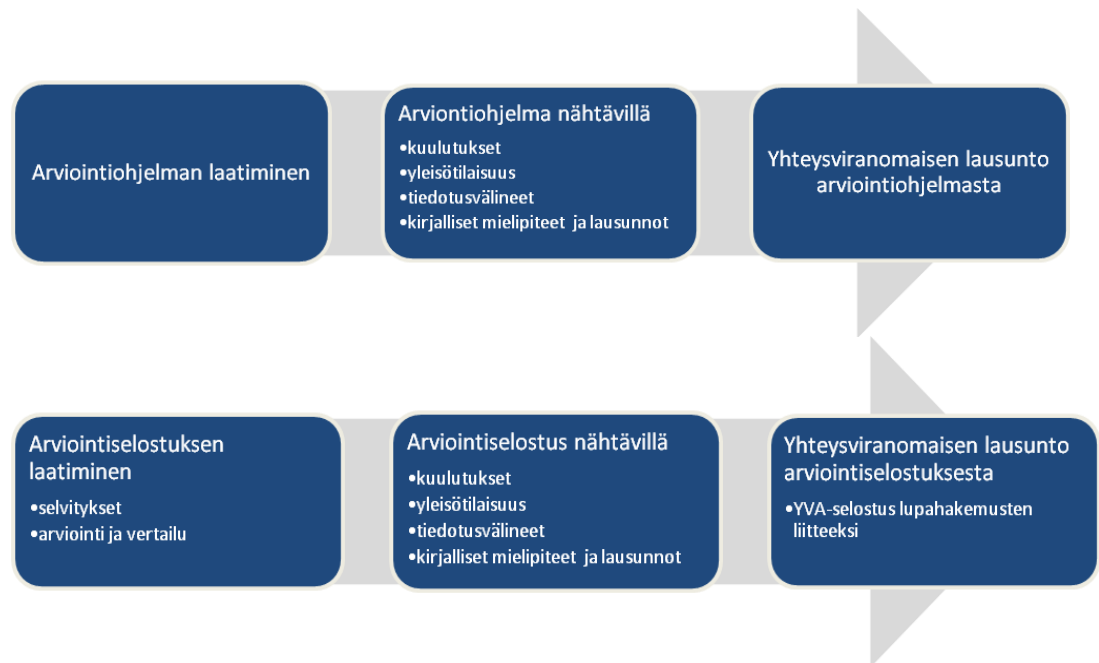 Arviointiohjelman laatiminen
Arviontiohjelma nähtävillä
•kuulutukset
•yleisötilaisuus
•tiedotusvälineet
•kirjalliset mielipiteet ja lausunnot
Yhteysviranomaisen lausunto
arviointiohjelmasta
Arviointiselostuksen
laatiminen
•selvitykset
•arviointi ja vertailu
Arviointiselostus nähtävillä
•kuulutukset
•yleisötilaisuus
•tiedotusvälineet
•kirjalliset mielipiteet ja lausunnot
Yhteysviranomaisen lausunto
arviointiselostuksesta
•YVA-selostus lupahakemusten
liitteeksi